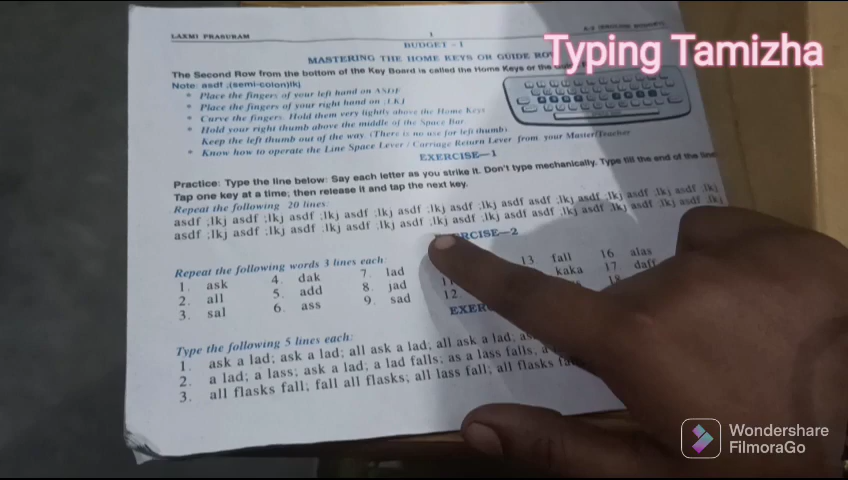 LAXMI PRASURAM
1
BUDGET - 1
MASTERING THE HOME KEYS OR GUIDE
Typing Tamizha
The Second Row from the bottom of the Key Board is called the Home Keys or the
Note: asdf ;(semi-colon)lkj
* Place the fingers of your left hand on ASDF
* Place the fingers of your right hand on ;LKJ
* Curve the fingers. Hold them very lightly above the Home Keys
* Hold your right thumb above the middle of the Space Bar
Keep the left thumb out of the way. (There is no use for left thumb)
* Know how to operate the Line Space Lever / Carriage Return Lever from your Master/Teacher
EXERCISE—1
Practice: Type the line below: Say each letter as you strike it. Don't type mechanically. Type till the end of the line
Tap one key at a time; then release it and tap the next key.
Repeat the following 20 lines
asdf ;lkj asdf ;lkj asdf ;lkj asdf ;lkj asdf ;lkj asdf ;lkj asdf asdf ;lkj asdf ;lkj asdf ;lkj asdf ;lkj
asdf ;lkj asdf ;lkj asdf ;lkj asdf ;lkj asdf ;lkj asdf ;lkj asdf asdf ;lkj asdf ;lkj asdf ;lkj asdf ;lkj
RCISE—2
Repeat the following words 3 lines each:
1. ask 4. dak 7. lad 13. fall 16. alas
2. all 5. add 8. jad 11 kaka 17. daff
3. sal 6. ass 9. sad 12. 18.
EXER
Type the following 5 lines each:
1. ask a lad; ask a lad; all ask a lad; all ask a lad;
2. a lad; a lass; ask a lad; a lad falls; as a lass falls,
3. all flasks fall; fall all flasks; all lass fall; all flasks
Wondershare
FilmoraGo